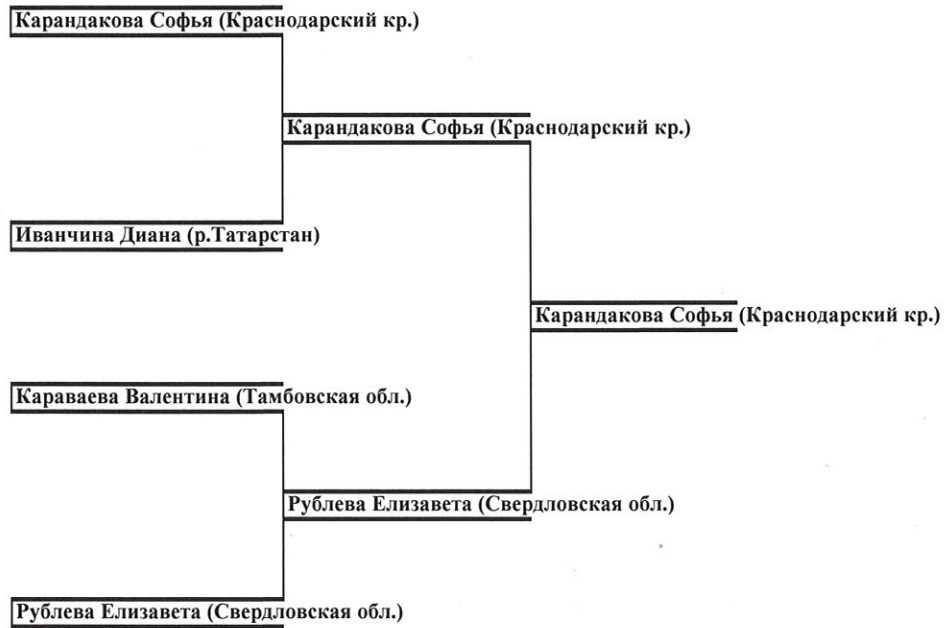 Карандакова Софья (Краснодарский кр.)
Карандакова Софья (Краснодарский кр.)
Иванчина Диана (р.Татарстан)
Карандакова Софья (Краснодарский кр.)
Караваева Валентина (Тамбовская обл.)
Рублева Елизавета (Свердловская обл.)
Рублева Елизавета (Свердловская обл.)